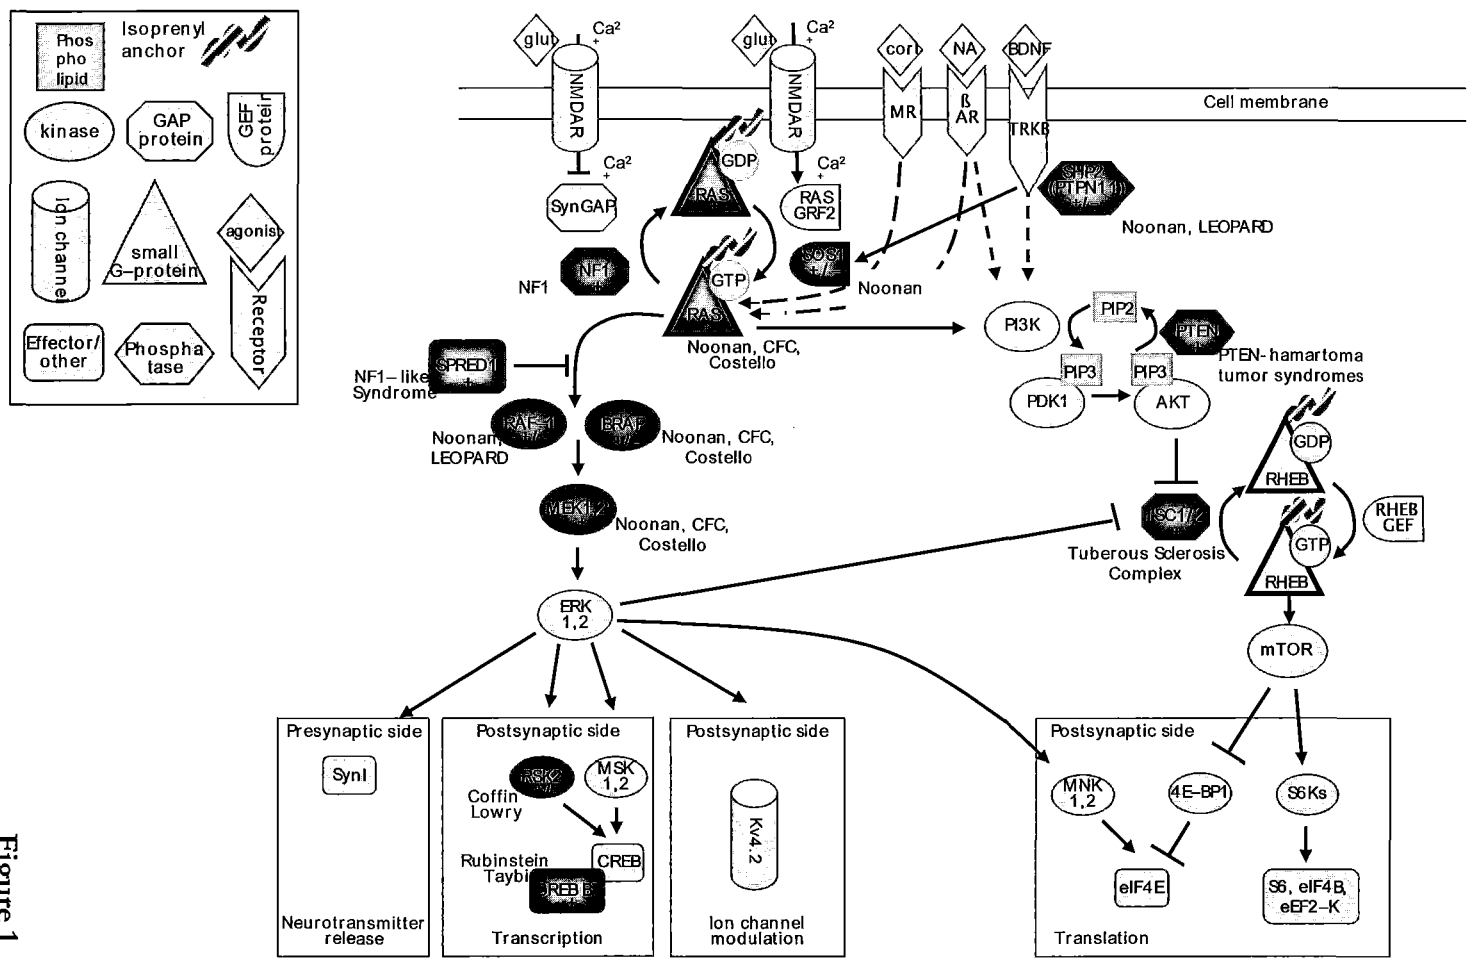 Phos
pho
lipid
Isoprenyl
anchor
kinase
GAP
protein
GEF
protein
Ion channel
small
G-protein
agonist
Receptor
Effector/
other
Phospha
tase
glut
Ca2
+
NMDAR
Ca2
+
SynGAP
glut
Ca2
+
NMDAR
Ca2
+
RAS
GRF2
cort
MR
NA
ß
AR
BDNF
TRKB
Cell membrane
GDP
RAS
GTP
RAS
NF1
+
NF1
SOS1
+/-
Noonan
SHP2
(PTPN11)
+/-
Noonan, LEOPARD
Noonan, CFC,
Costello
SPRED1
+
NF1-like
Syndrome
RAF-1
+/-
Noonan,
LEOPARD
BRAF
+/-
Noonan, CFC,
Costello
MEK1,2
Noonan, CFC,
Costello
ERK
1,2
PI3K
PIP2
PIP3
PIP3
PDK1
AKT
PTEN
PTEN-hamartoma
tumor syndromes
TSC1/2
Tuberous Sclerosis
Complex
GDP
RHEB
GTP
RHEB
RHEB
GEF
mTOR
Presynaptic side
SynI
Neurotransmitter
release
Postsynaptic side
RSK2
MSK
1,2
Coffin
Lowry
CREB
Rubinstein
Taybi
CREB B
+
Transcription
Postsynaptic side
Kv4.2
Ion channel
modulation
Postsynaptic side
MNK
1,2
4E-BP1
S6Ks
eIF4E
S6, eIF4B,
eEF2-K
Translation
Figure 1